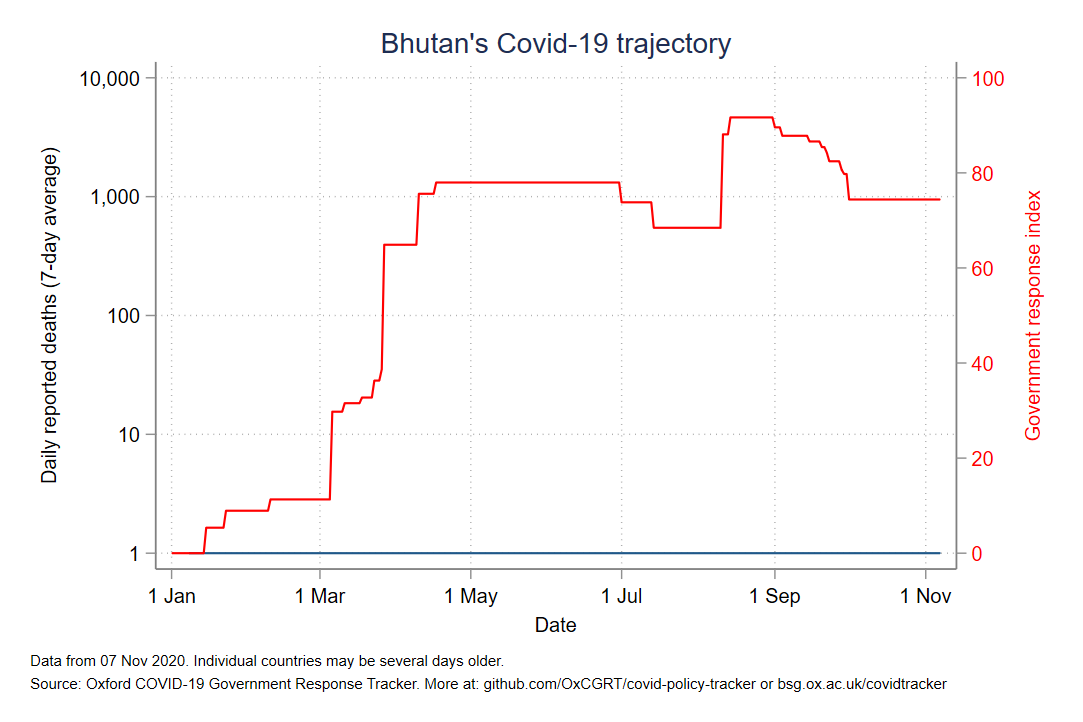 Bhutan's Covid-19 trajectory
Daily reported deaths (7-day average)
10,000
1,000
100
10
1
100
80
60
40
20
0
Government response index
1 Jan
1 Mar
1 May
1 Jul
1 Sep
1 Nov
Date
Data from 07 Nov 2020. Individual countries may be several days older.
Source: Oxford COVID-19 Government Response Tracker. More at: github.com/OxCGRT/covid-policy-tracker or bsg.ox.ac.uk/covidtracker